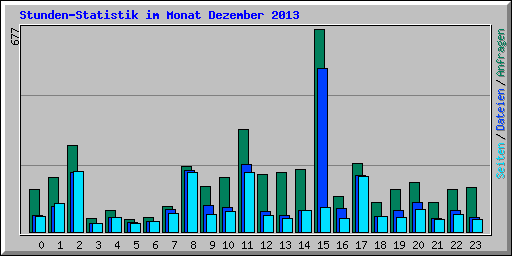 Stunden-Statistik im Monat Dezember 2013
677
Seiten/Dateien/Anfragen
0 1 2 3 4 5 6 7 8 9 10 11 12 13 14 15 16 17 18 19 20 21 22 23